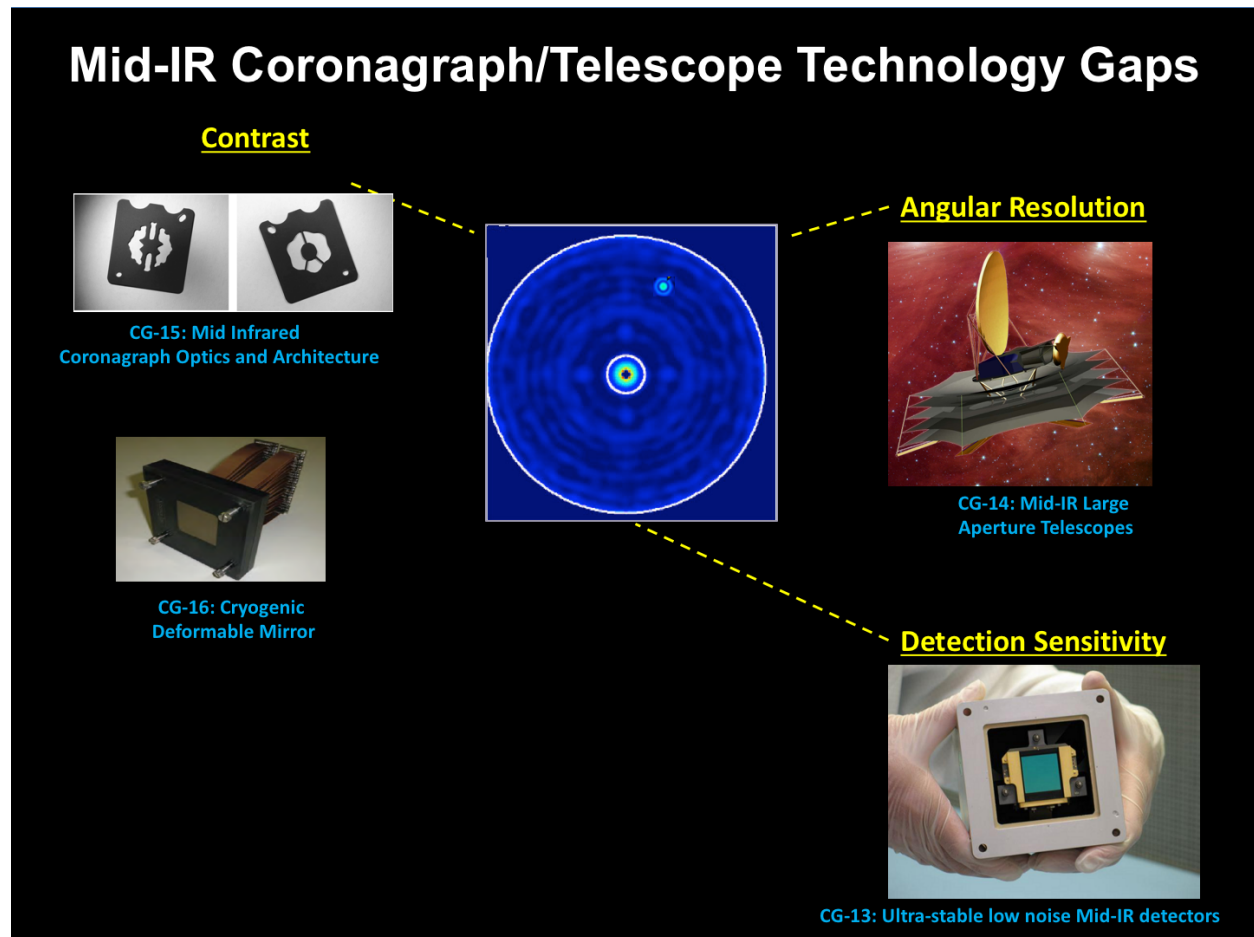 Mid-IR Coronagraph/Telescope Technology Gaps
Contrast
CG-15: Mid Infrared
Coronagraph Optics and Architecture
CG-16: Cryogenic
Deformable Mirror
Angular Resolution
CG-14: Mid-IR Large
Aperture Telescopes
Detection Sensitivity
CG-13: Ultra-stable low noise Mid-IR detectors